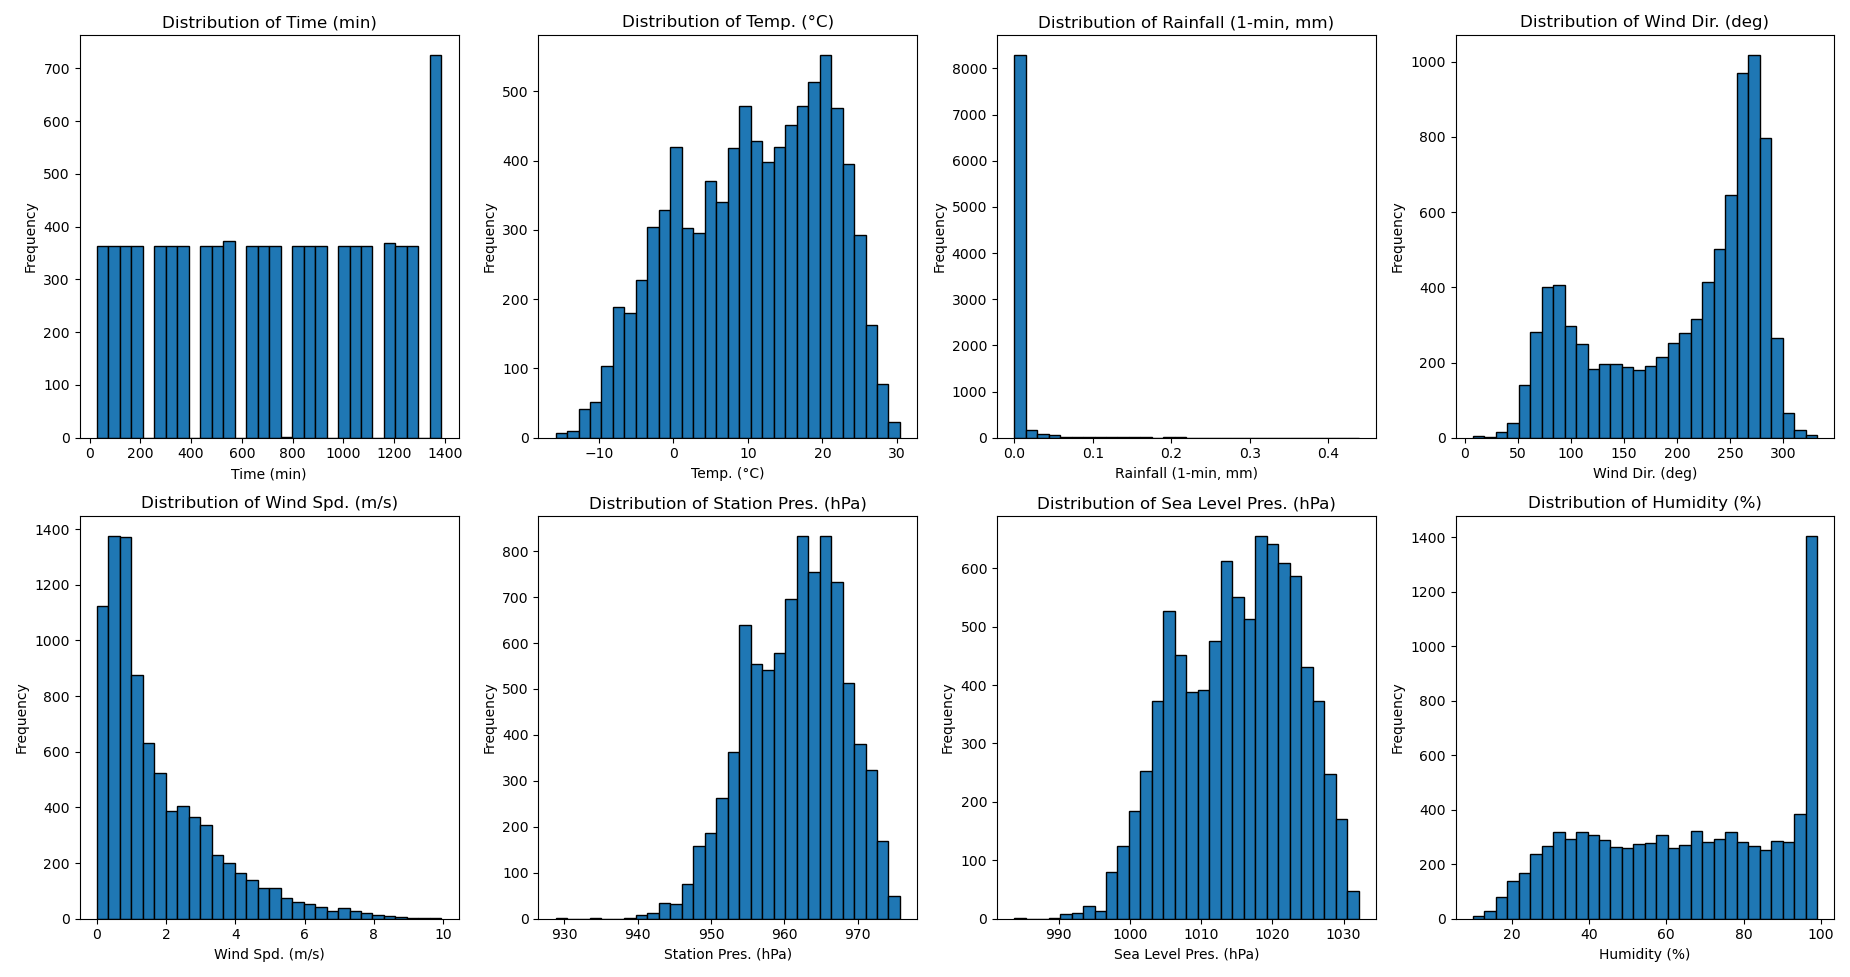 Distribution of Time (min)
700
600
500
400
300
200
100
0
Frequency
0 200 400 600 800 1000 1200 1400
Time (min)
Distribution of Temp. (°C)
500
400
300
200
100
0
Frequency
−10 0 10 20 30
Temp. (°C)
Distribution of Rainfall (1-min, mm)
8000
7000
6000
5000
4000
3000
2000
1000
0
Frequency
0.0 0.1 0.2 0.3 0.4
Rainfall (1-min, mm)
Distribution of Wind Dir. (deg)
1000
800
600
400
200
0
Frequency
0 50 100 150 200 250 300
Wind Dir. (deg)
Distribution of Wind Spd. (m/s)
1400
1200
1000
800
600
400
200
0
Frequency
0 2 4 6 8 10
Wind Spd. (m/s)
Distribution of Station Pres. (hPa)
800
700
600
500
400
300
200
100
0
Frequency
930 940 950 960 970
Station Pres. (hPa)
Distribution of Sea Level Pres. (hPa)
600
500
400
300
200
100
0
Frequency
990 1000 1010 1020 1030
Sea Level Pres. (hPa)
Distribution of Humidity (%)
1400
1200
1000
800
600
400
200
0
Frequency
20 40 60 80 100
Humidity (%)